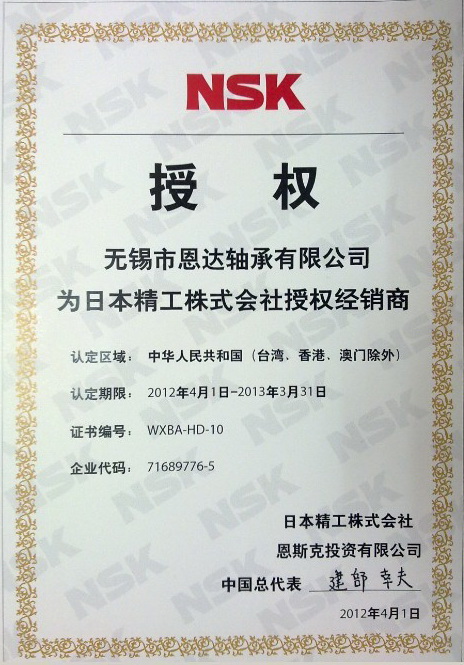 NSK
授 权
无锡市恩达轴承有限公司
为日本精工株式会社授权经销商
认定区域： 中华人民共和国（台湾、香港、澳门除外）
认定期限： 2012年4月1日-2013年3月31日
证书编号： WXBA-HD-10
企业代码： 71689776-5
日本精工株式会社
恩斯克投资有限公司
中国总代表 建部 幸夫
2012年4月1日